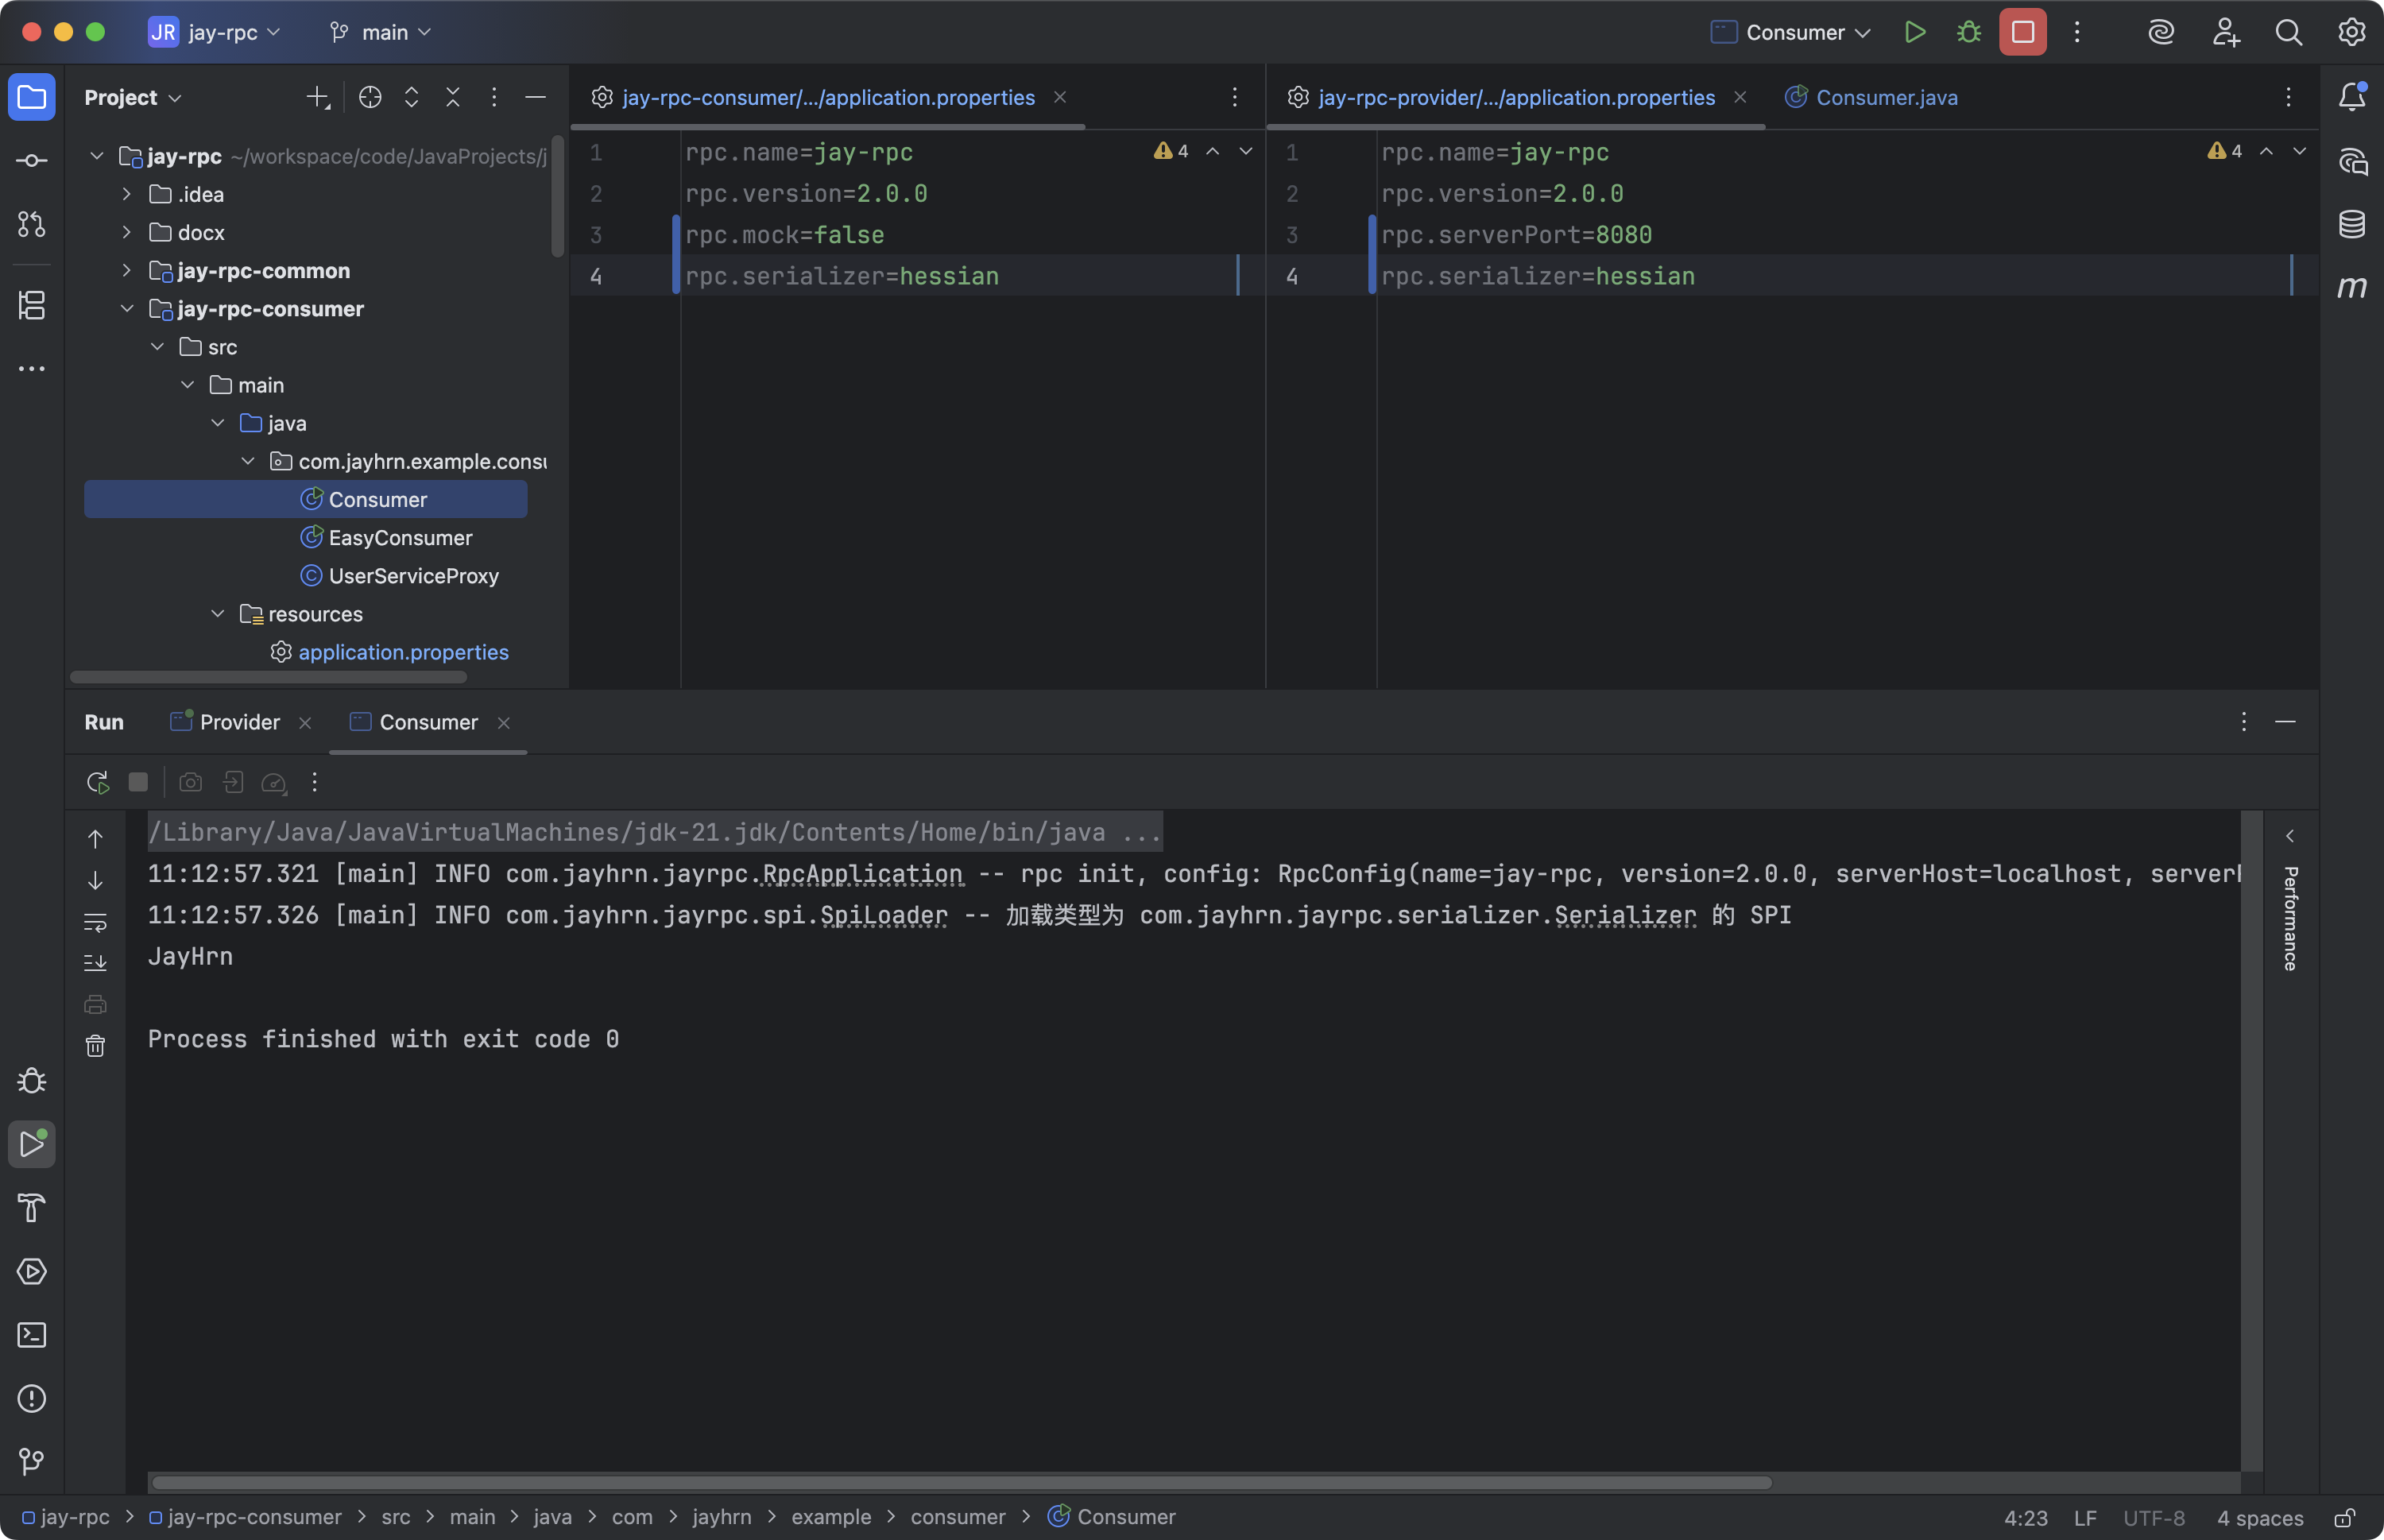 JR jay-rpc main Consumer
Project
jay-rpc ~/workspace/code/JavaProjects/j
.idea
docx
jay-rpc-common
jay-rpc-consumer
src
main
java
com.jayhrn.example.consu
Consumer
EasyConsumer
UserServiceProxy
resources
application.properties
jay-rpc-consumer/.../application.properties
1 rpc.name=jay-rpc 4
2 rpc.version=2.0.0
3 rpc.mock=false
4 rpc.serializer=hessian
jay-rpc-provider/.../application.properties Consumer.java
1 rpc.name=jay-rpc 4
2 rpc.version=2.0.0
3 rpc.serverPort=8080
4 rpc.serializer=hessian
m
Run Provider Consumer
/Library/Java/JavaVirtualMachines/jdk-21.jdk/Contents/Home/bin/java ...
11:12:57.321 [main] INFO com.jayhrn.jayrpc.RpcApplication -- rpc init, config: RpcConfig(name=jay-rpc, version=2.0.0, serverHost=localhost, server
11:12:57.326 [main] INFO com.jayhrn.jayrpc.spi.SpiLoader -- 加载类型为 com.jayhrn.jayrpc.serializer.Serializer 的 SPI
JayHrn
Process finished with exit code 0
Performance
jay-rpc > jay-rpc-consumer > src > main > java > com > jayhrn > example > consumer > Consumer
4:23 LF UTF-8 4 spaces